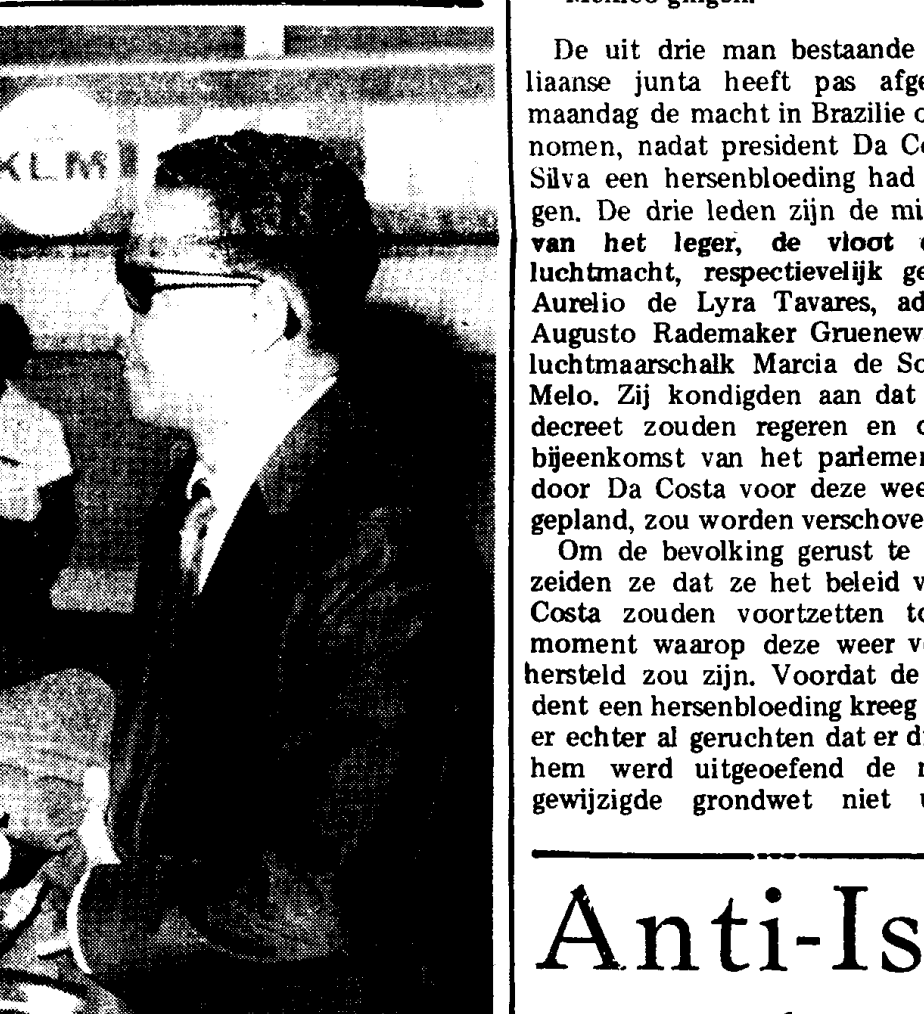 KLM
De uit drie man bestaande
liaanse junta heeft pas afge
maandag de macht in Brazilie o
nomen, nadat president Da Co
Silva een hersenbloeding had
gen. De drie leden zijn de mi
van het leger, de vloot e
luchtmacht, respectievelijk ge
Aurelio de Lyra Tavares, ad
Augusto Rademaker Gruenew
luchtmaarschalk Marcia de So
Melo. Zij kondigden aan dat
decreet zouden regeren en d
bijeenkomst van het parlemen
door Da Costa voor deze wee
gepland, zou worden verschove
Om de bevolking gerust te
zeiden ze dat ze het beleid v
Costa zouden voortzetten to
moment waarop deze weer vo
hersteld zou zijn. Voordat de
dent een hersenbloeding kreeg
er echter al geruchten dat er d
hem werd uitgeoefend de
gewijzigde grondwet niet
Anti-Is